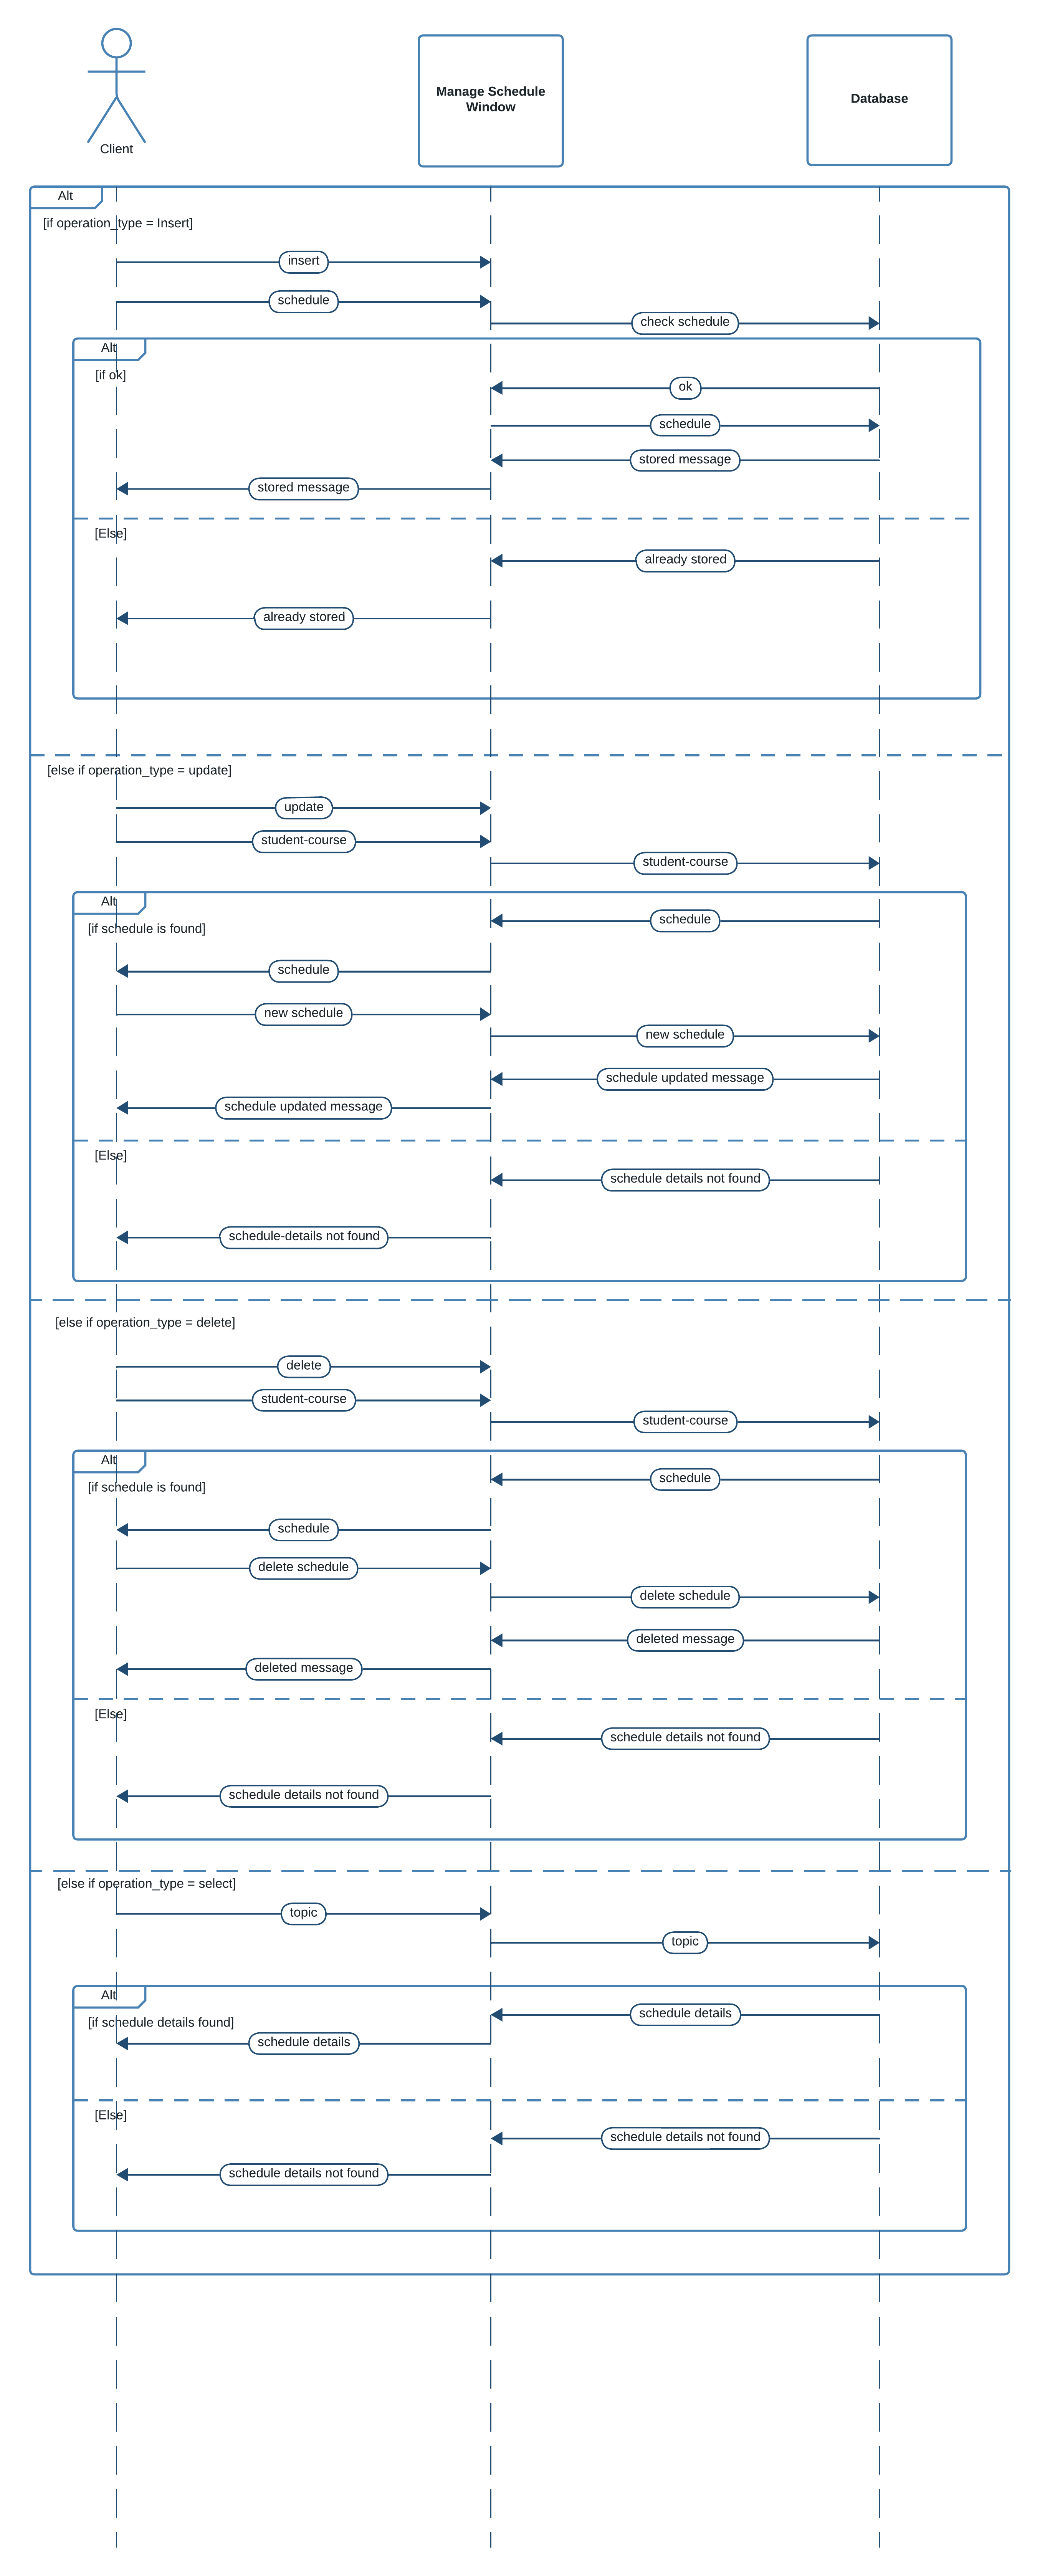 Client
Manage Schedule
Window
Database
Alt
[if operation_type = Insert]
insert
schedule
check schedule
Alt
[if ok]
ok
schedule
stored message
stored message
[Else]
already stored
already stored
[else if operation_type = update]
update
student-course
student-course
Alt
schedule
[if schedule is found]
schedule
new schedule
new schedule
schedule updated message
schedule updated message
[Else]
schedule details not found
schedule-details not found
[else if operation_type = delete]
delete
student-course
student-course
Alt
schedule
[if schedule is found]
schedule
delete schedule
delete schedule
deleted message
deleted message
[Else]
schedule details not found
schedule details not found
[else if operation_type = select]
topic
topic
Alt
schedule details
[if schedule details found]
schedule details
[Else]
schedule details not found
schedule details not found